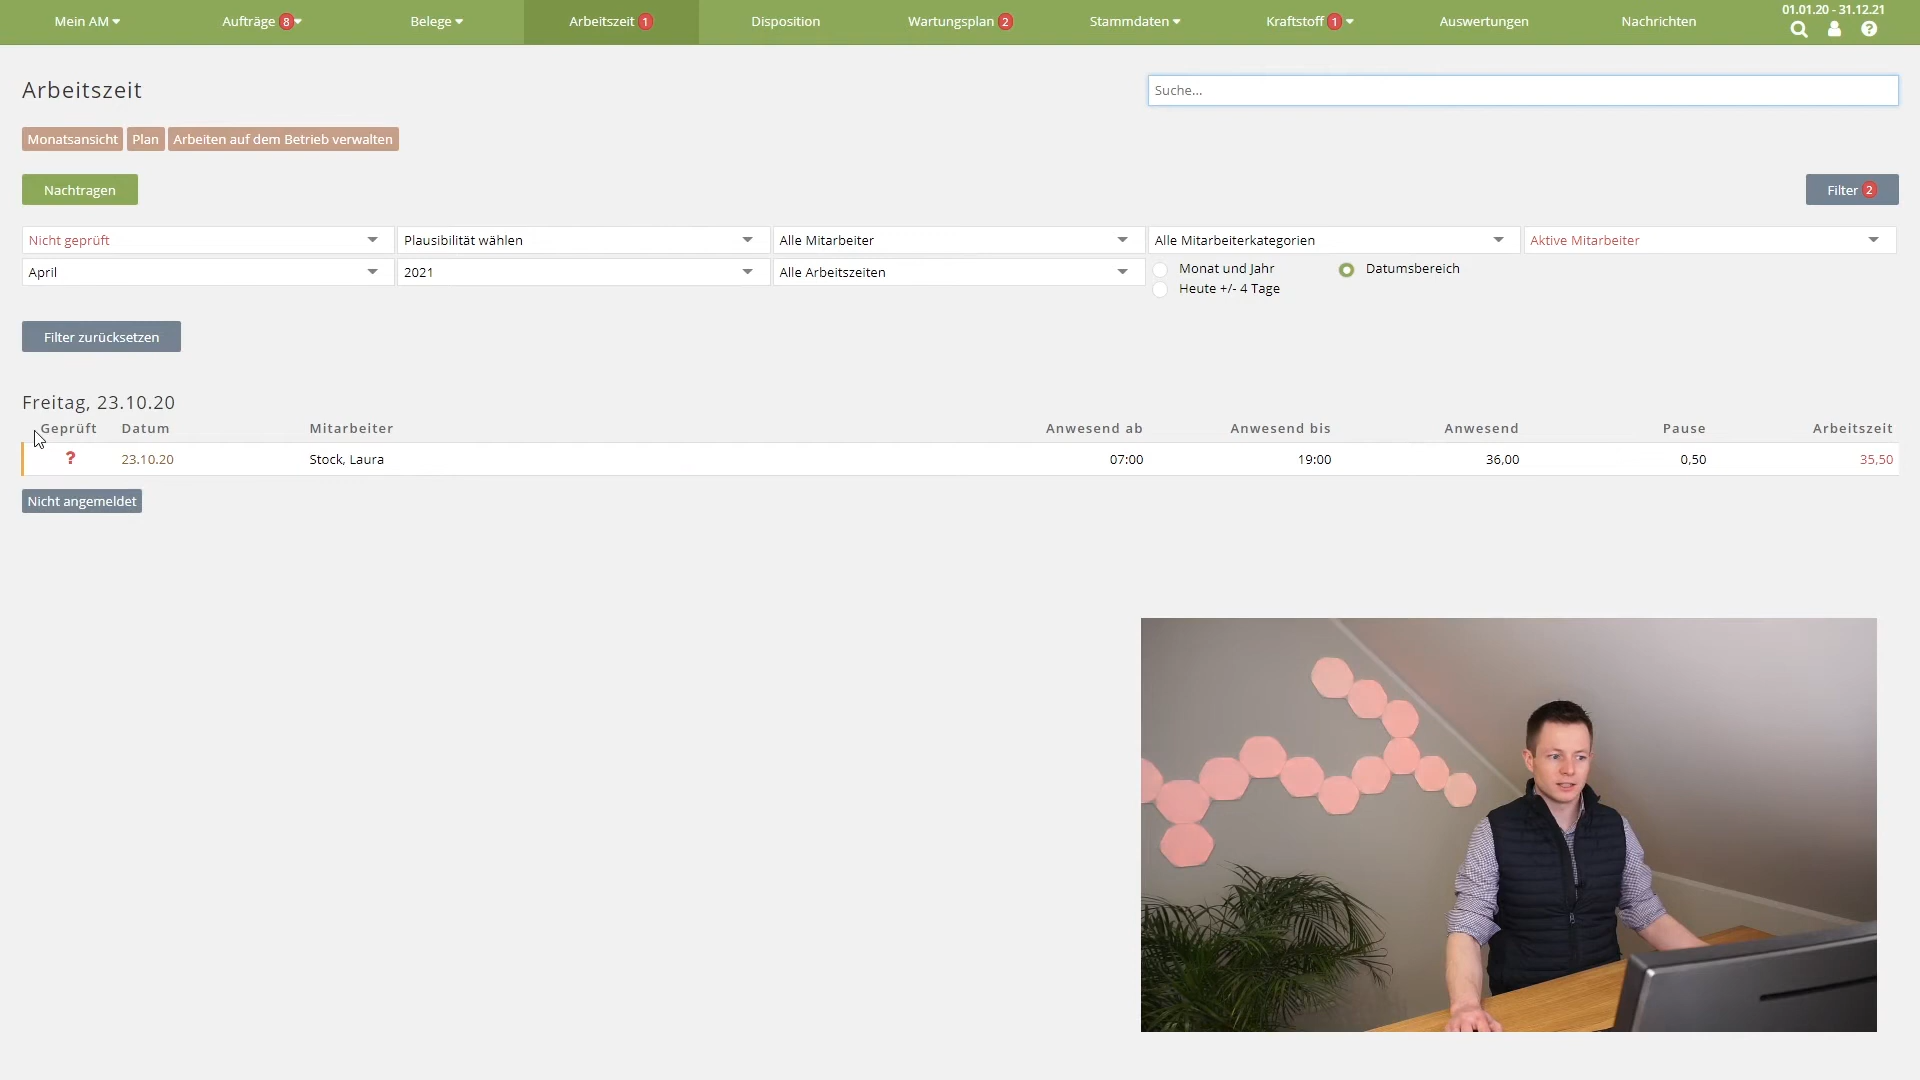 Mein AM Aufträge 8 Belege Arbeitszeit 1 Disposition Wartungsplan 2 Stammdaten Kraftstoff 1 Auswertungen Nachrichten 01.01.20 - 31.12.21
Arbeitszeit
Suche...
Monatsansicht Plan Arbeiten auf dem Betrieb verwalten
Nachtragen
Filter 2
Nicht geprüft Plausibilität wählen Alle Mitarbeiter Alle Mitarbeiterkategorien Aktive Mitarbeiter
April 2021 Alle Arbeitszeiten Monat und Jahr Datumsbereich
Heute +/- 4 Tage
Filter zurücksetzen
Freitag, 23.10.20
Geprüft Datum Mitarbeiter Anwesend ab Anwesend bis Anwesend Pause Arbeitszeit
? 23.10.20 Stock, Laura 07:00 19:00 36,00 0,50 35,50
Nicht angemeldet